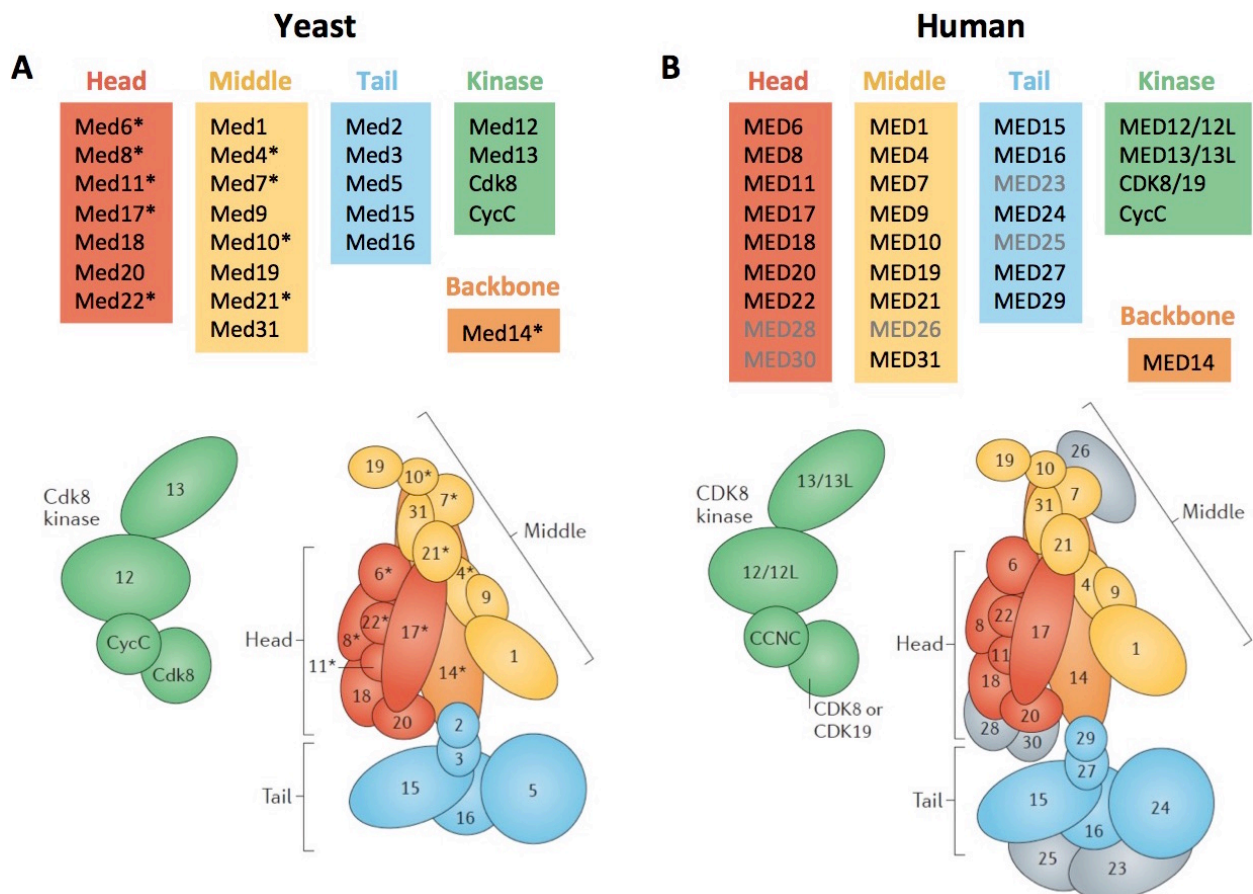 Yeast
A
Head
Med6*
Med8*
Med11*
Med17*
Med18
Med20
Med22*
Middle
Med1
Med4*
Med7*
Med9
Med10*
Med19
Med21*
Med31
Tail
Med2
Med3
Med5
Med15
Med16
Kinase
Med12
Med13
Cdk8
CycC
Backbone
Med14*
Cdk8
kinase
13
12
CycC
Cdk8
19
10*
31
7*
21*
4*
9
1
Middle
Head
6*
22*
8*
17*
11*
18
20
14*
Tail
2
3
15
16
5
Human
B
Head
MED6
MED8
MED11
MED17
MED18
MED20
MED22
MED28
MED30
Middle
MED1
MED4
MED7
MED9
MED10
MED19
MED21
MED26
MED31
Tail
MED15
MED16
MED23
MED24
MED25
MED27
MED29
Kinase
MED12/12L
MED13/13L
CDK8/19
CycC
Backbone
MED14
CDK8
kinase
13/13L
12/12L
CCNC
CDK8 or
CDK19
19
10
26
31
7
21
4
9
1
Middle
Head
6
22
8
17
11
18
20
28
30
14
Tail
29
27
15
16
24
25
23